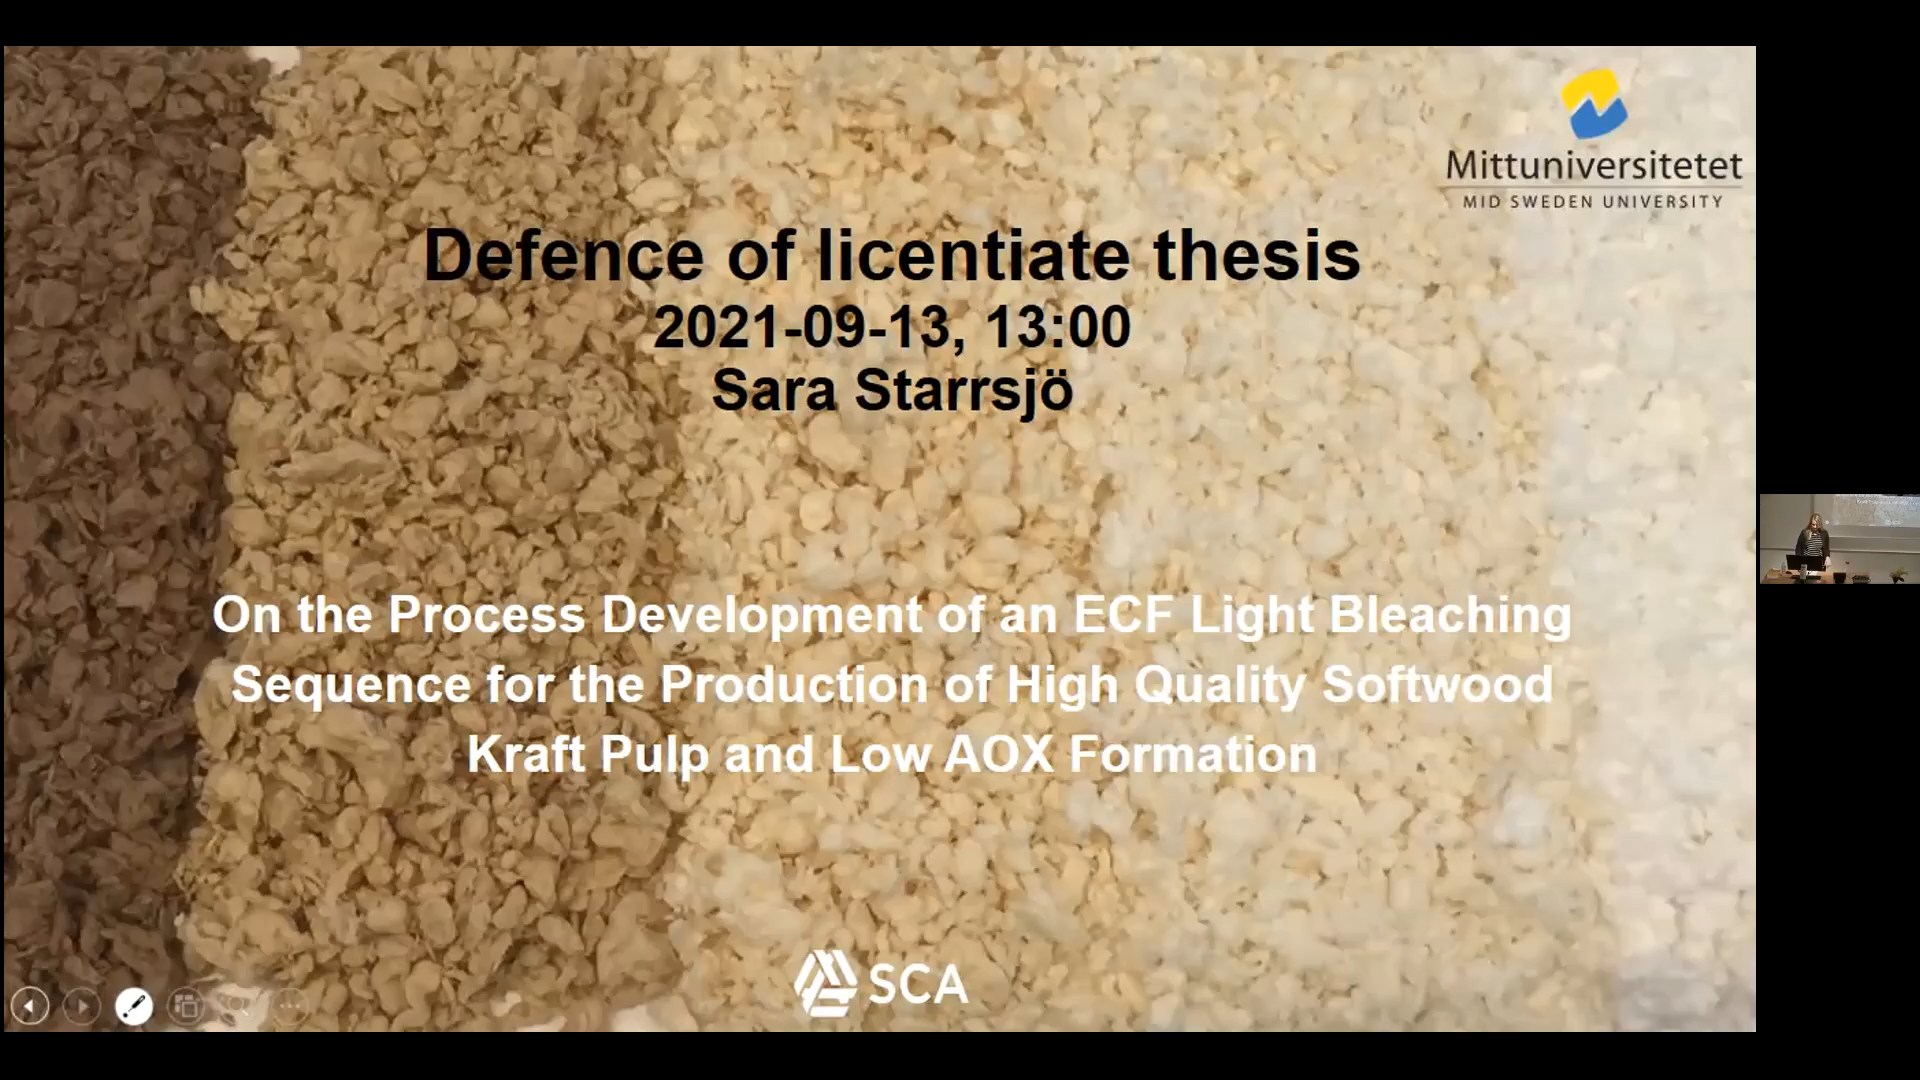 Mittuniversitetet
MID SWEDEN UNIVERSITY
Defence of licentiate thesis
2021-09-13, 13:00
Sara Starrsjö
On the Process Development of an ECF Light Bleaching
Sequence for the Production of High Quality Softwood
Kraft Pulp and Low AOX Formation
SCA